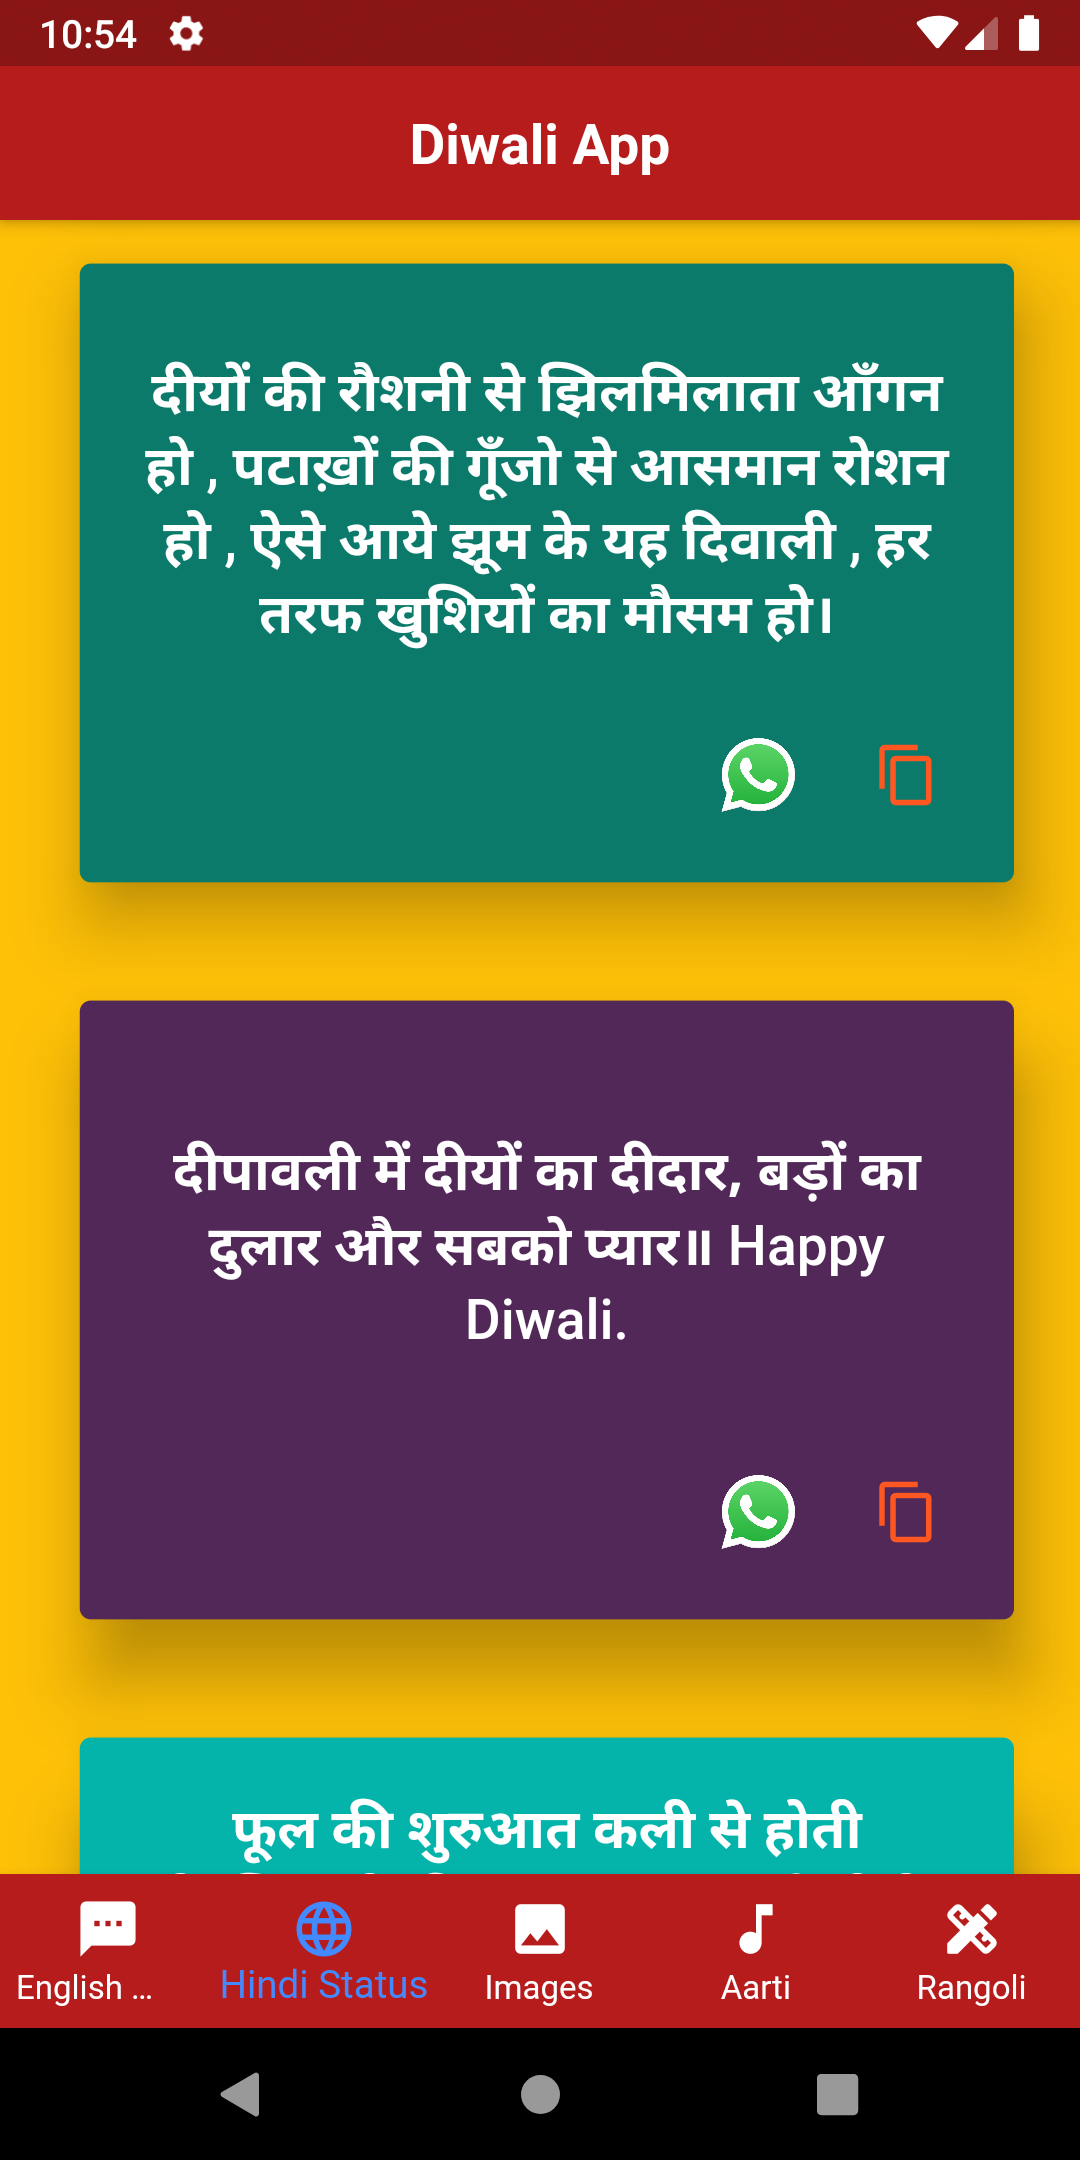 10:54
Diwali App
दीयों की रौशनी से झिलमिलाता आँगन
हो , पटाख़ों की गूँजो से आसमान रोशन
हो , ऐसे आये झूम के यह दिवाली , हर
तरफ खुशियों का मौसम हो।
दीपावली में दीयों का दीदार, बड़ों का
दुलार और सबको प्यार॥ Happy
Diwali.
फूल की शुरुआत कली से होती
English ...
Hindi Status
Images
Aarti
Rangoli